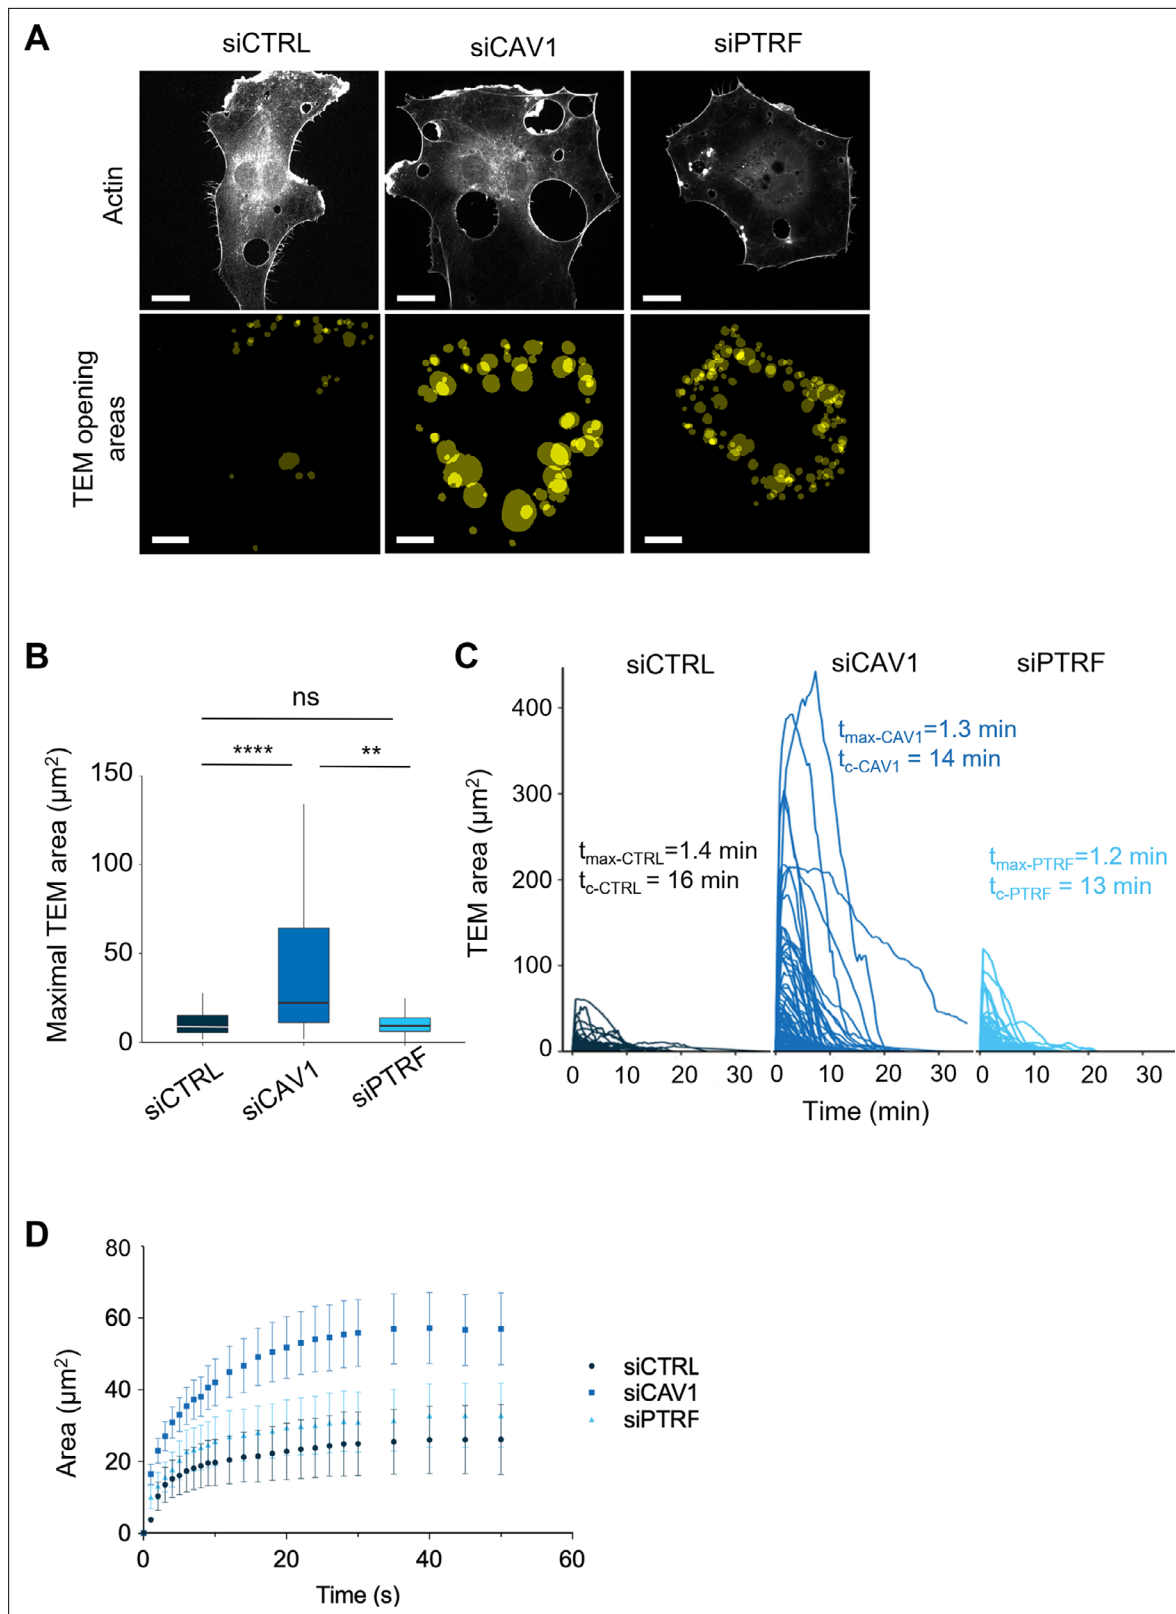 A
siCTRL
siCAV1
siPTRF
Actin
TEM opening
areas
B
ns
****
**
Maximal TEM area (µm²)
150
100
50
0
siCTRL
siCAV1
siPTRF
C
siCTRL
siCAV1
siPTRF
TEM area (µm²)
400
300
200
100
0
tmax-CTRL=1.4 min
tc-CTRL = 16 min
tmax-CAV1=1.3 min
tc-CAV1 = 14 min
tmax-PTRF=1.2 min
tc-PTRF = 13 min
0 10 20 30
0 10 20 30
0 10 20 30
Time (min)
D
Area (µm²)
80
60
40
20
0
0 20 40 60
Time (s)
siCTRL
siCAV1
siPTRF